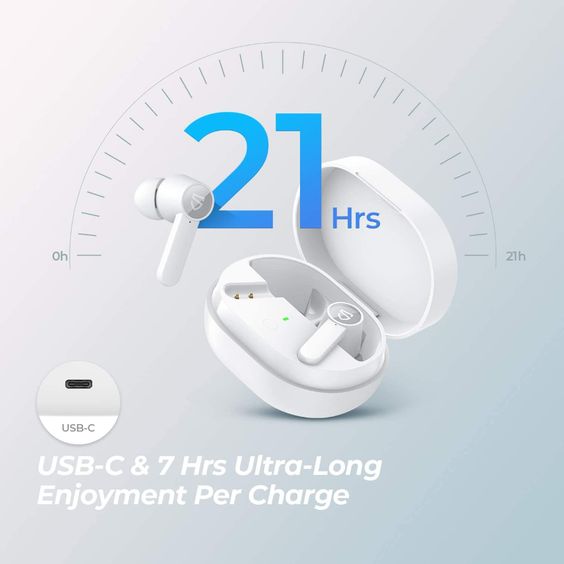 21 Hrs
0h
21h
USB-C
USB-C & 7 Hrs Ultra-Long
Enjoyment Per Charge